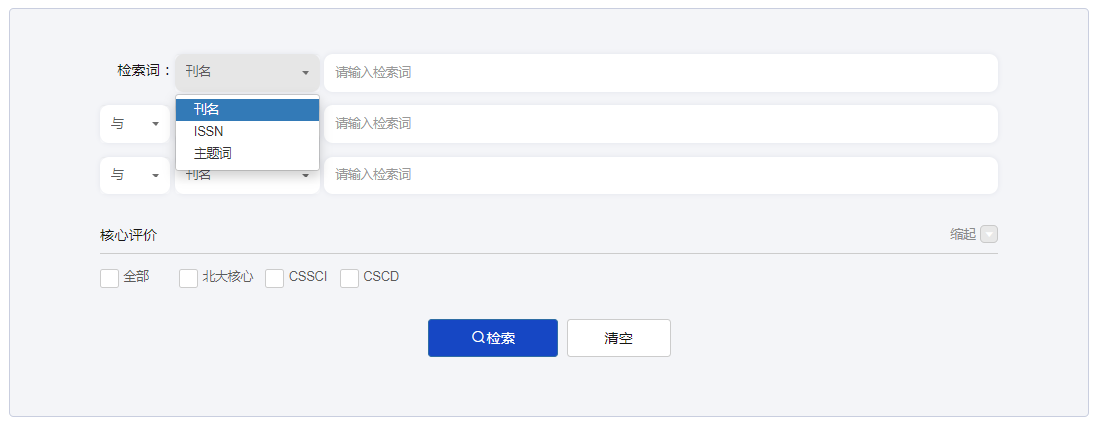 检索词： 刊名 请输入检索词
刊名
与 请输入检索词
ISSN
主题词
与 刊名 请输入检索词
核心评价 缩起
全部 北大核心 CSSCI CSCD
检索 清空